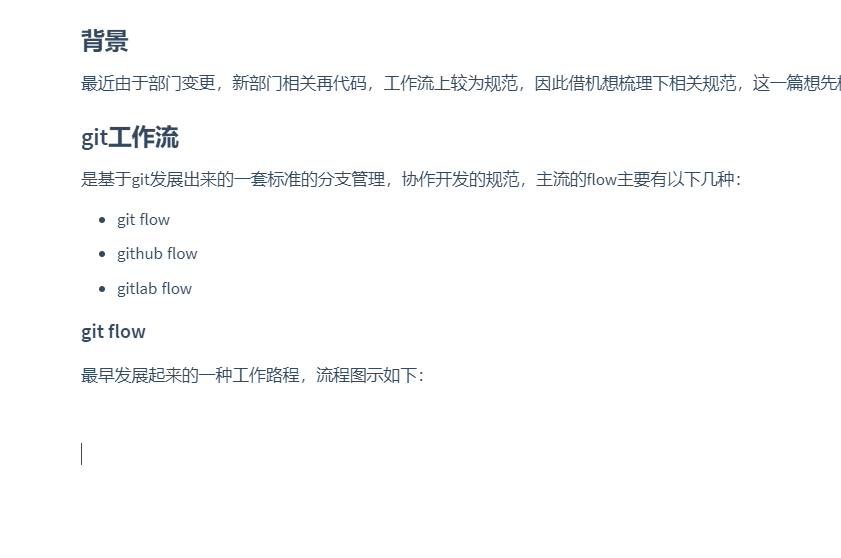 背景
最近由于部门变更，新部门相关再代码，工作流上较为规范，因此借机想梳理下相关规范，这一篇想先
git工作流
是基于git发展出来的一套标准的分支管理，协作开发的规范，主流的flow主要有以下几种：
git flow
github flow
gitlab flow
git flow
最早发展起来的一种工作路程，流程图示如下：